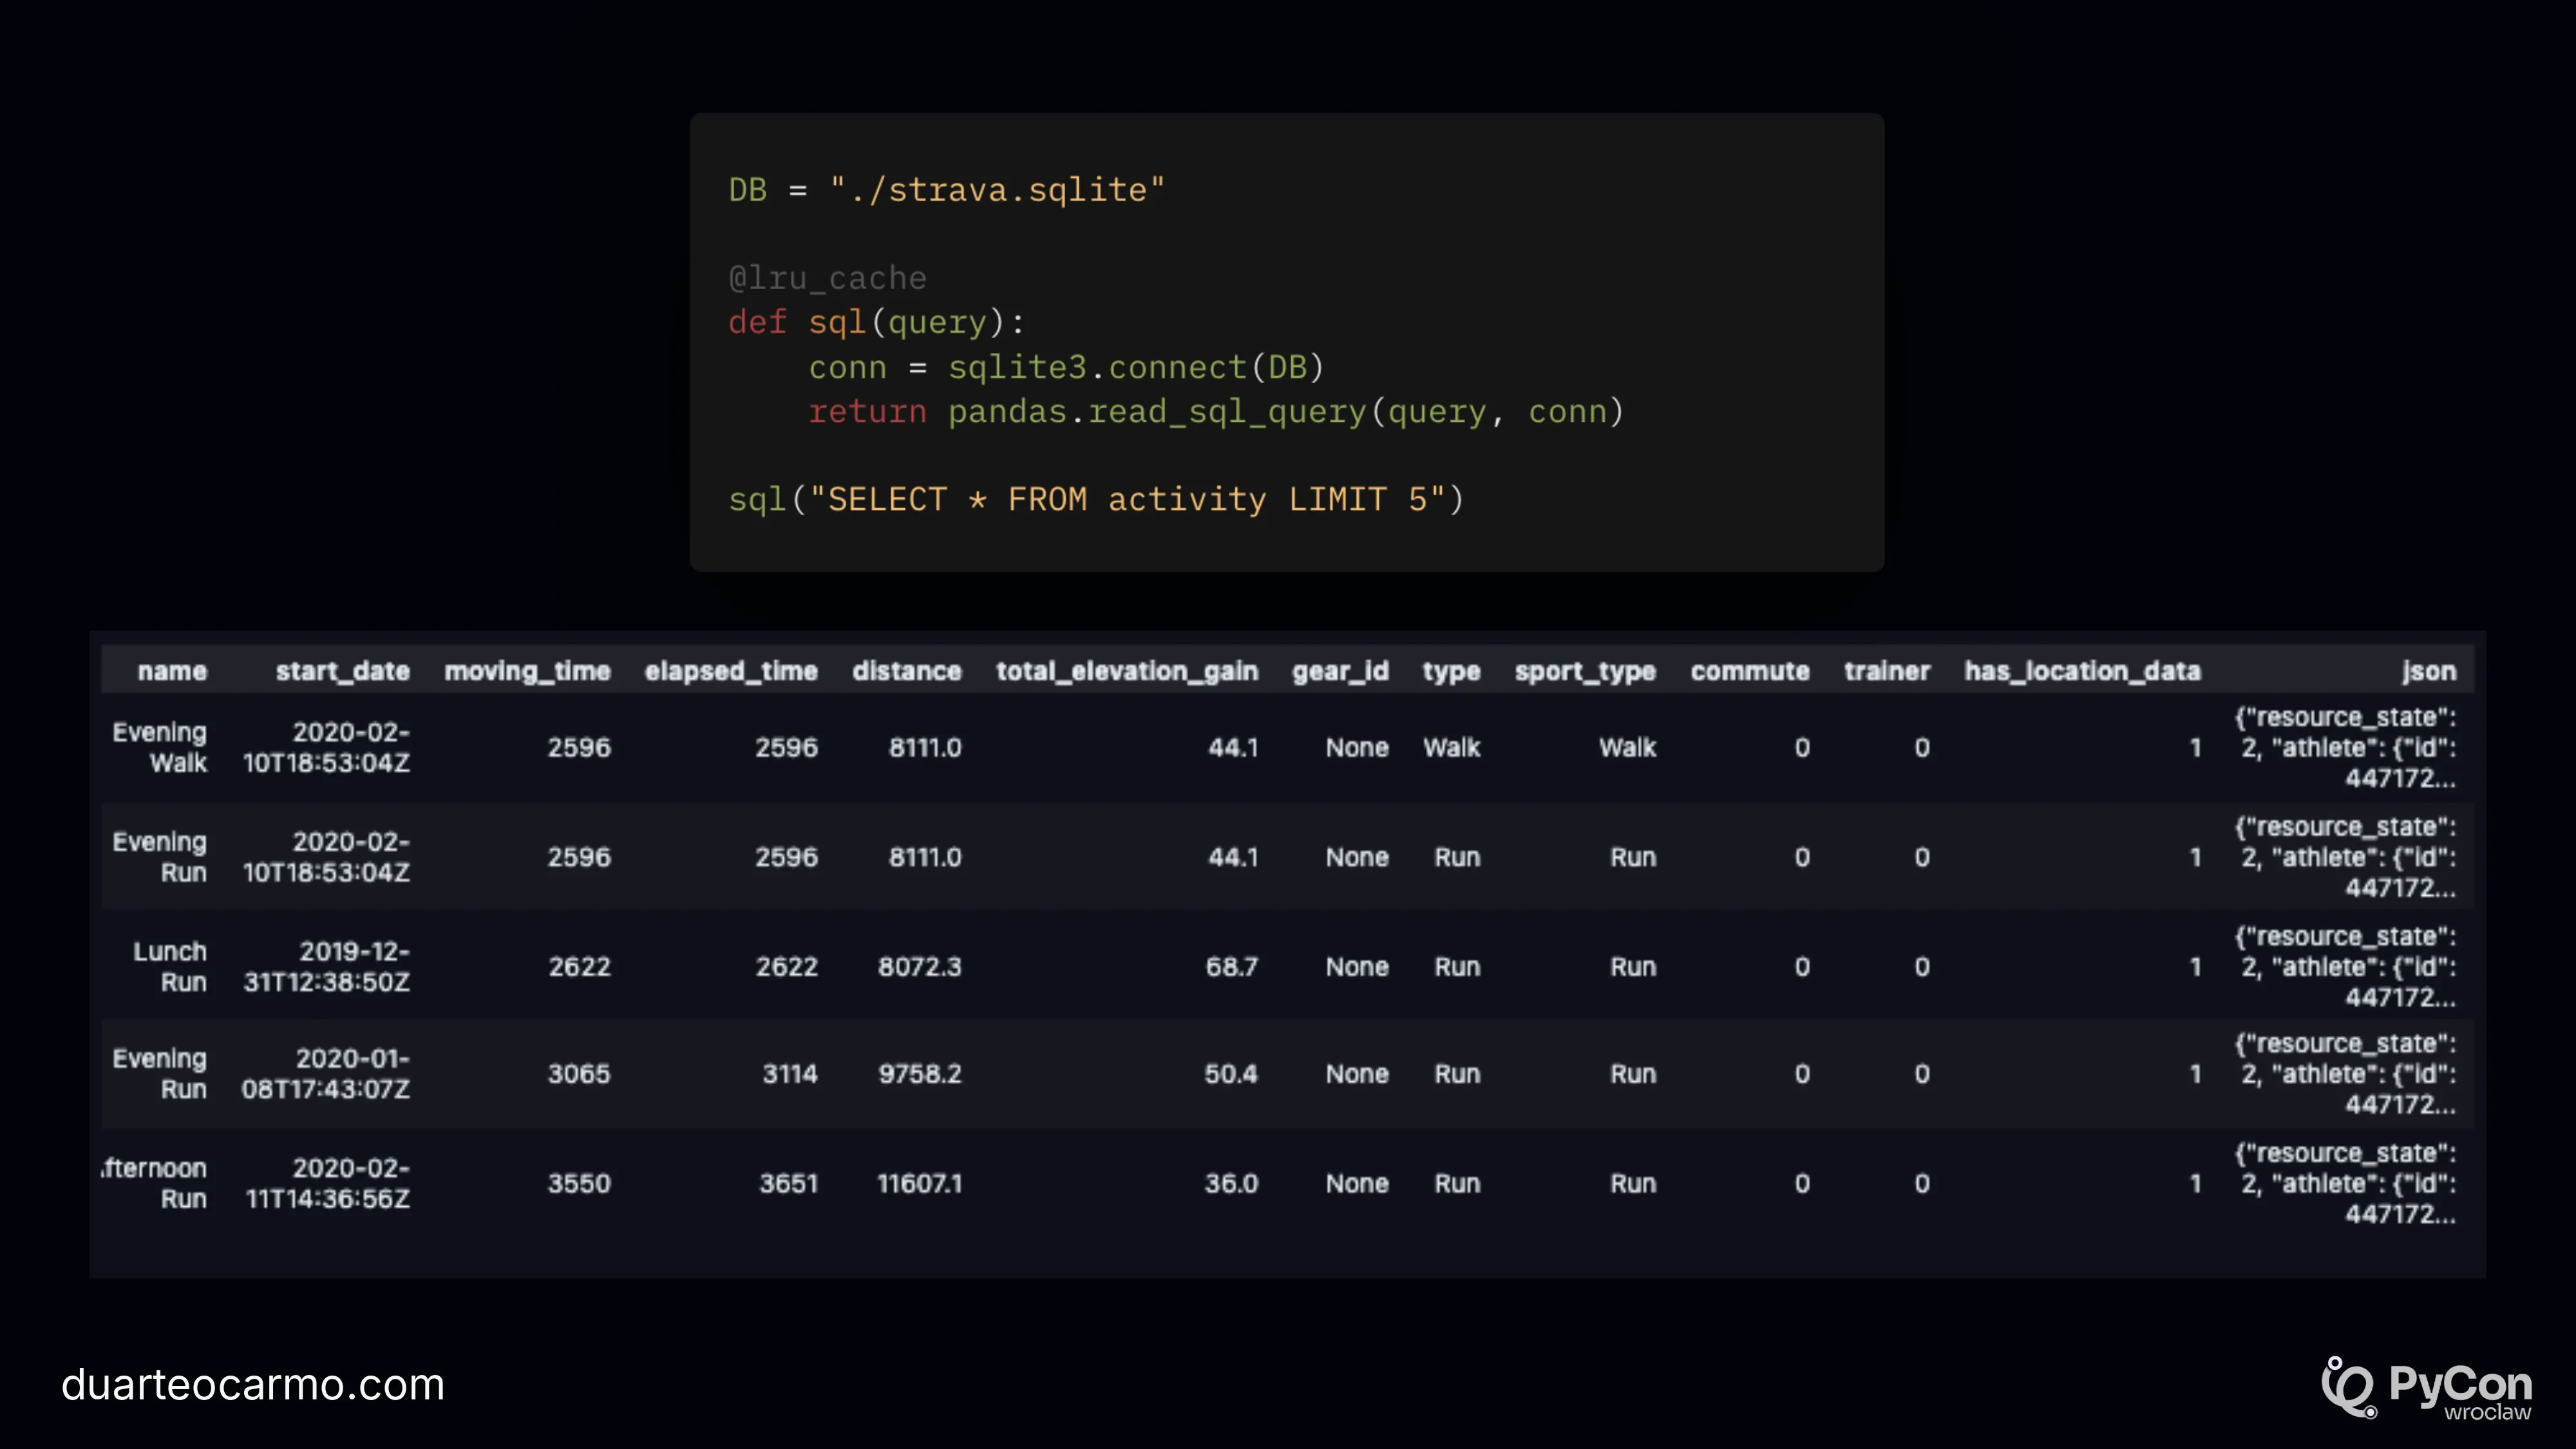 DB = "./strava.sqlite"
@lru_cache
def sql(query):
    conn = sqlite3.connect(DB)
    return pandas.read_sql_query(query, conn)
sql("SELECT * FROM activity LIMIT 5")
name start_date moving_time elapsed_time distance total_elevation_gain gear_id type sport_type commute trainer has_location_data json
Evening Walk 2020-02-10T18:53:04Z 2596 2596 8111.0 44.1 None Walk Walk 0 0 1 {"resource_state": 2, "athlete": {"id": 447172...
Evening Run 2020-02-10T18:53:04Z 2596 2596 8111.0 44.1 None Run Run 0 0 1 {"resource_state": 2, "athlete": {"id": 447172...
Lunch Run 2019-12-31T12:38:50Z 2622 2622 8072.3 68.7 None Run Run 0 0 1 {"resource_state": 2, "athlete": {"id": 447172...
Evening Run 2020-01-08T17:43:07Z 3065 3114 9758.2 50.4 None Run Run 0 0 1 {"resource_state": 2, "athlete": {"id": 447172...
fternoon Run 2020-02-11T14:36:56Z 3550 3651 11607.1 36.0 None Run Run 0 0 1 {"resource_state": 2, "athlete": {"id": 447172...
duarteocarmo.com
PyCon
wroclaw